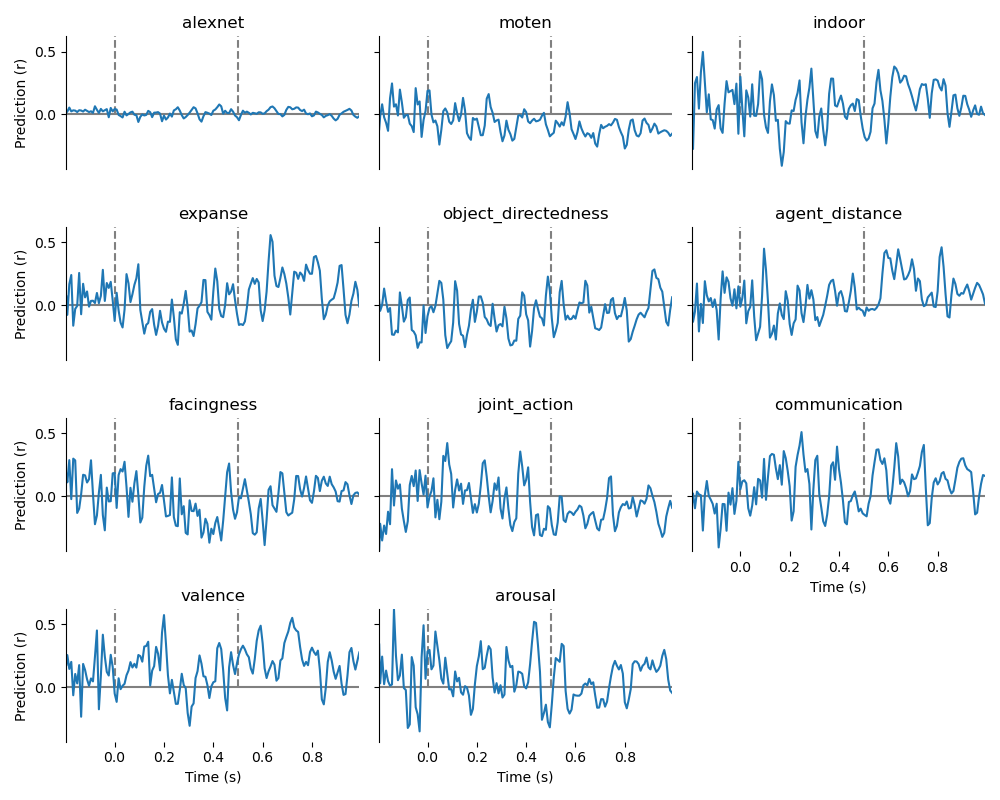 alexnet
moten
indoor
Prediction (r)
0.5
0.0
expanse
object_directedness
agent_distance
Prediction (r)
0.5
0.0
facingness
joint_action
communication
Prediction (r)
0.5
0.0
0.0 0.2 0.4 0.6 0.8
Time (s)
valence
arousal
Prediction (r)
0.5
0.0
0.0 0.2 0.4 0.6 0.8
Time (s)
0.0 0.2 0.4 0.6 0.8
Time (s)